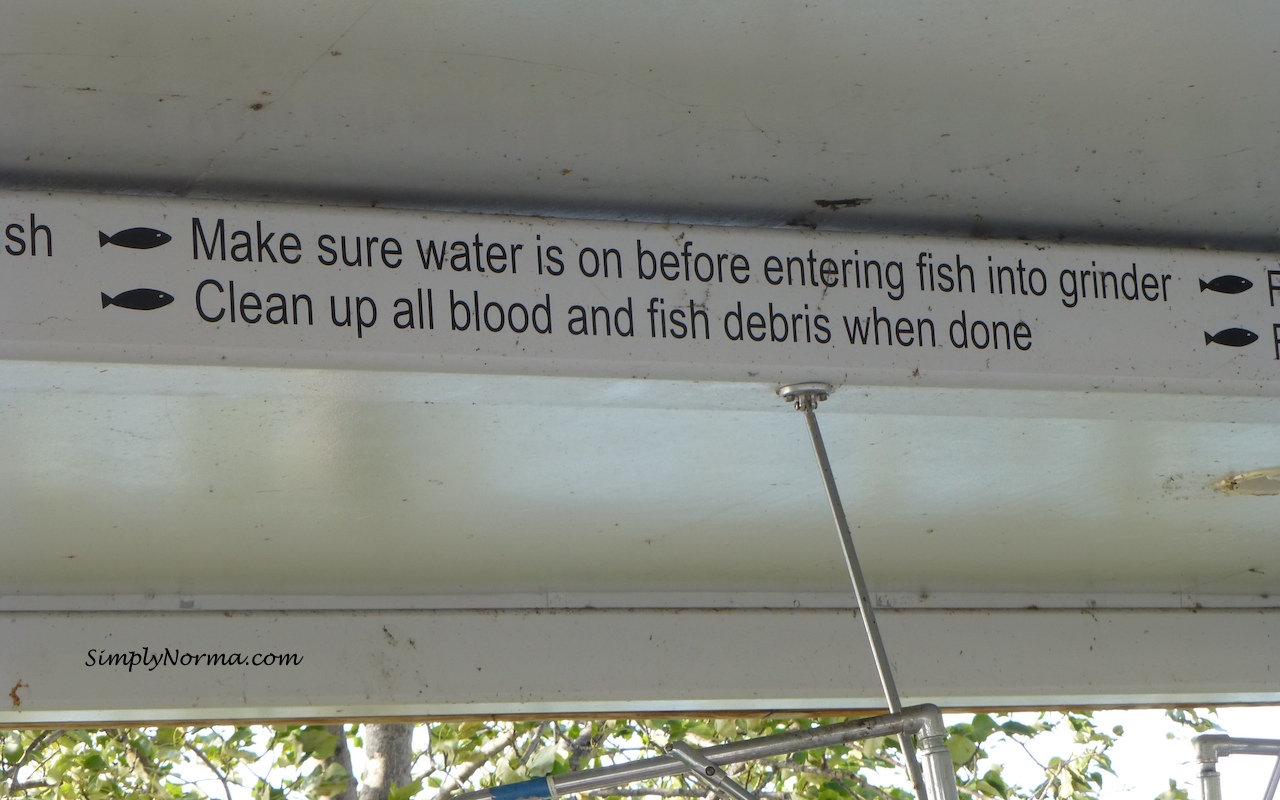 sh Make sure water is on before entering fish into grinder
Clean up all blood and fish debris when done
SimplyNorma.com